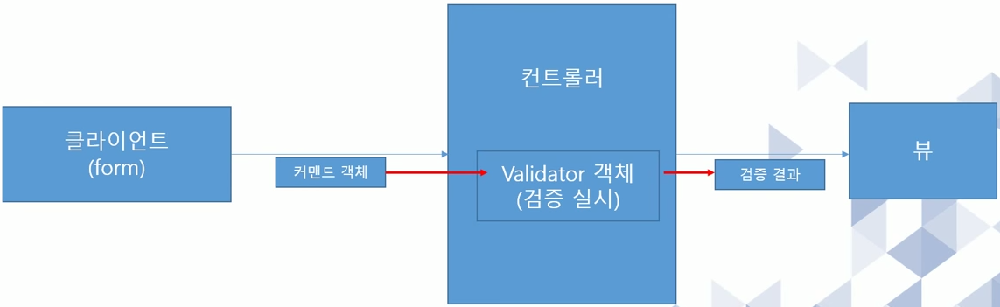 클라이언트
(form)
커맨드 객체
컨트롤러
Validator 객체
(검증 실시)
검증 결과
뷰